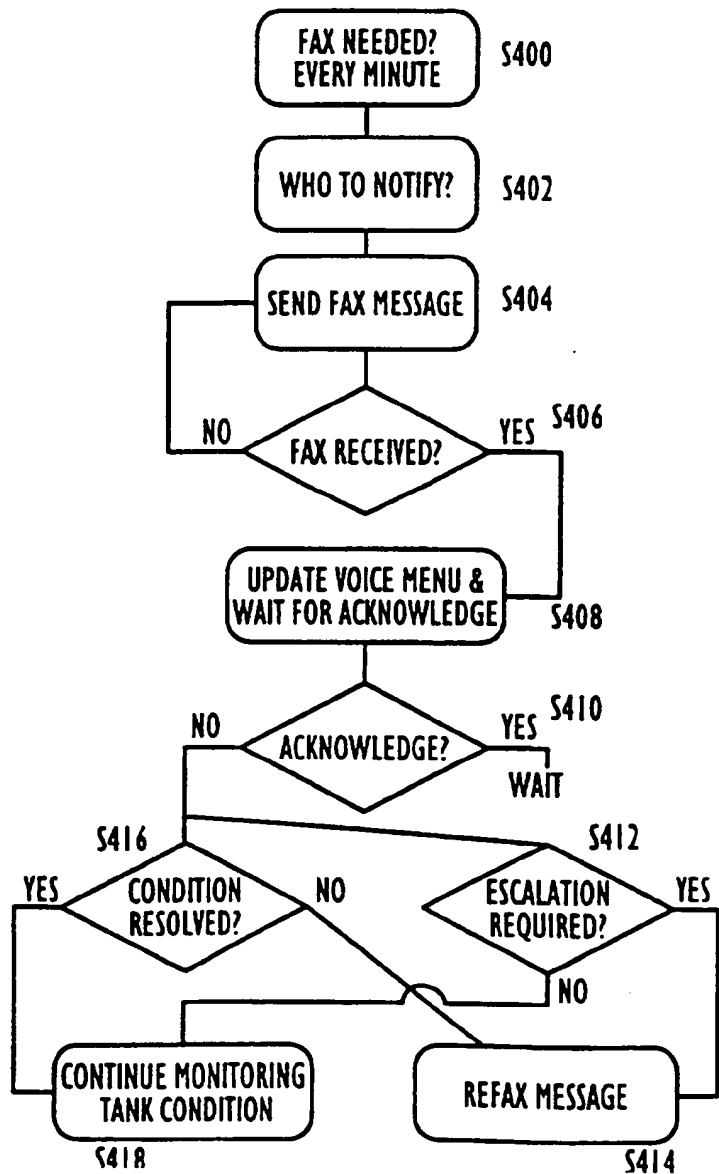 FAX NEEDED?
EVERY MINUTE
S400
WHO TO NOTIFY?
S402
SEND FAX MESSAGE
S404
NO
FAX RECEIVED?
YES
S406
UPDATE VOICE MENU &
WAIT FOR ACKNOWLEDGE
S408
NO
ACKNOWLEDGE?
YES
S410
WAIT
S416
S412
YES
CONDITION
RESOLVED?
NO
ESCALATION
REQUIRED?
YES
NO
CONTINUE MONITORING
TANK CONDITION
REFAX MESSAGE
S418
S414